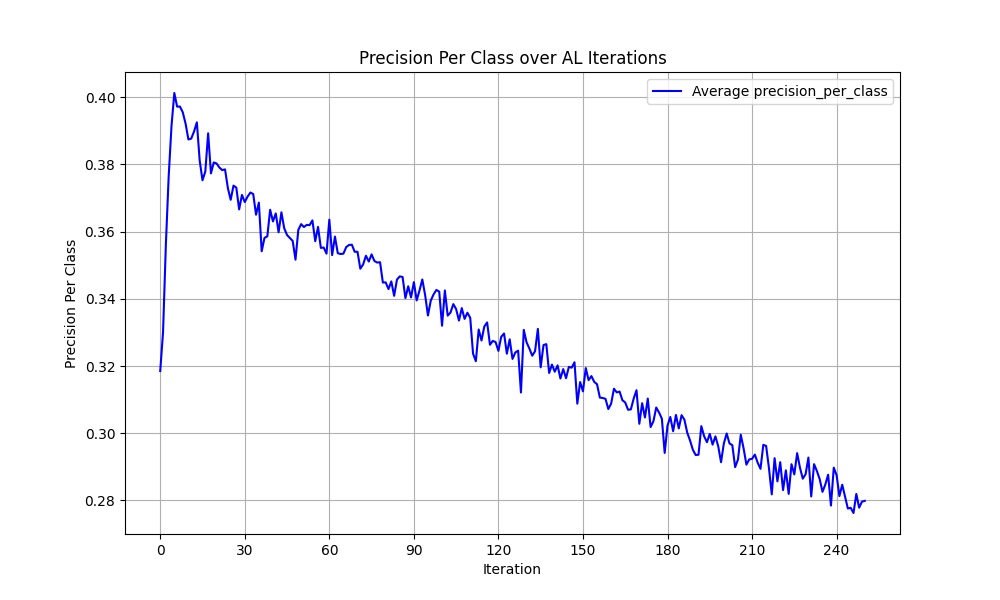 Precision Per Class over AL Iterations
Average precision_per_class
Precision Per Class
0.40
0.38
0.36
0.34
0.32
0.30
0.28
0 30 60 90 120 150 180 210 240
Iteration